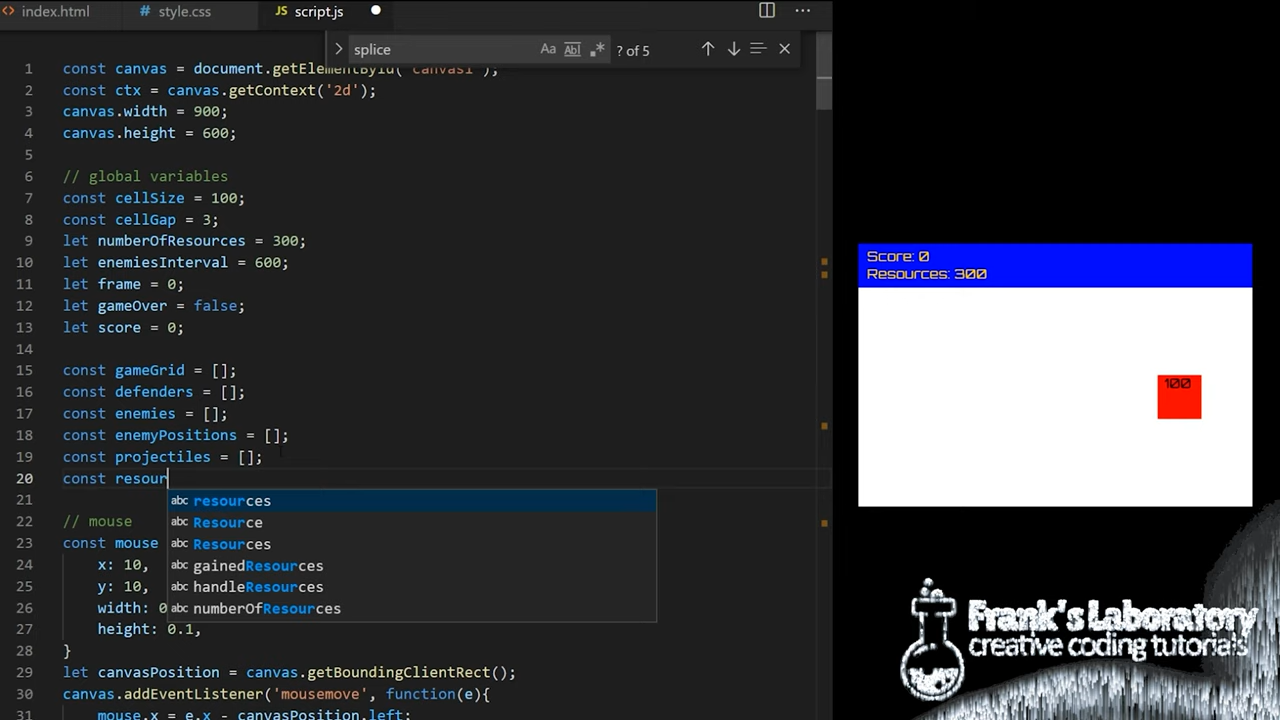 index.html
# style.css
JS script.js
splice
Aa
Abl
.*
? of 5
1 const canvas = document.getElementById('canvas1');
2 const ctx = canvas.getContext('2d');
3 canvas.width = 900;
4 canvas.height = 600;
5
6 // global variables
7 const cellSize = 100;
8 const cellGap = 3;
9 let numberOfResources = 300;
10 let enemiesInterval = 600;
11 let frame = 0;
12 let gameOver = false;
13 let score = 0;
14
15 const gameGrid = [];
16 const defenders = [];
17 const enemies = [];
18 const enemyPositions = [];
19 const projectiles = [];
20 const resour
abc resources
21
22 // mouse
abc Resource
23 const mouse
abc Resources
24 x: 10,
abc gainedResources
25 y: 10,
abc handleResources
26 width: 0
abc numberOfResources
27 height: 0.1,
28 }
29 let canvasPosition = canvas.getBoundingClientRect();
30 canvas.addEventListener('mousemove', function(e){
31 mouse.x = e.x - canvasPosition.left;
Score: 0
Resources: 300
100
Frank's Laboratory
creative coding tutorials